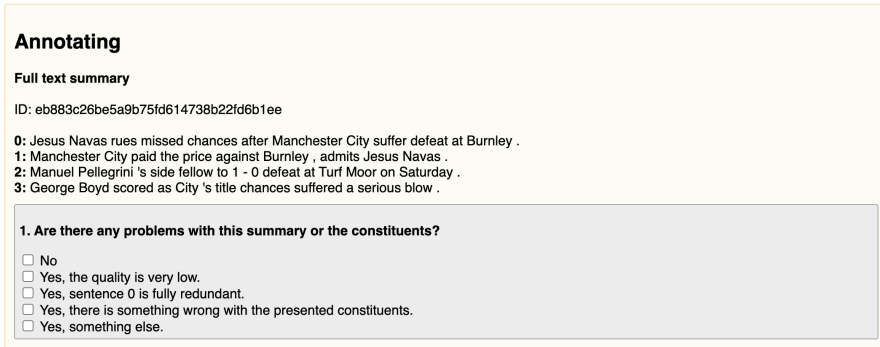 Annotating
Full text summary
ID: eb883c26be5a9b75fd614738b22fd6b1ee
0: Jesus Navas rues missed chances after Manchester City suffer defeat at Burnley .
1: Manchester City paid the price against Burnley , admits Jesus Navas .
2: Manuel Pellegrini 's side fellow to 1 - 0 defeat at Turf Moor on Saturday .
3: George Boyd scored as City 's title chances suffered a serious blow .
1. Are there any problems with this summary or the constituents?
No
Yes, the quality is very low.
Yes, sentence 0 is fully redundant.
Yes, there is something wrong with the presented constituents.
Yes, something else.